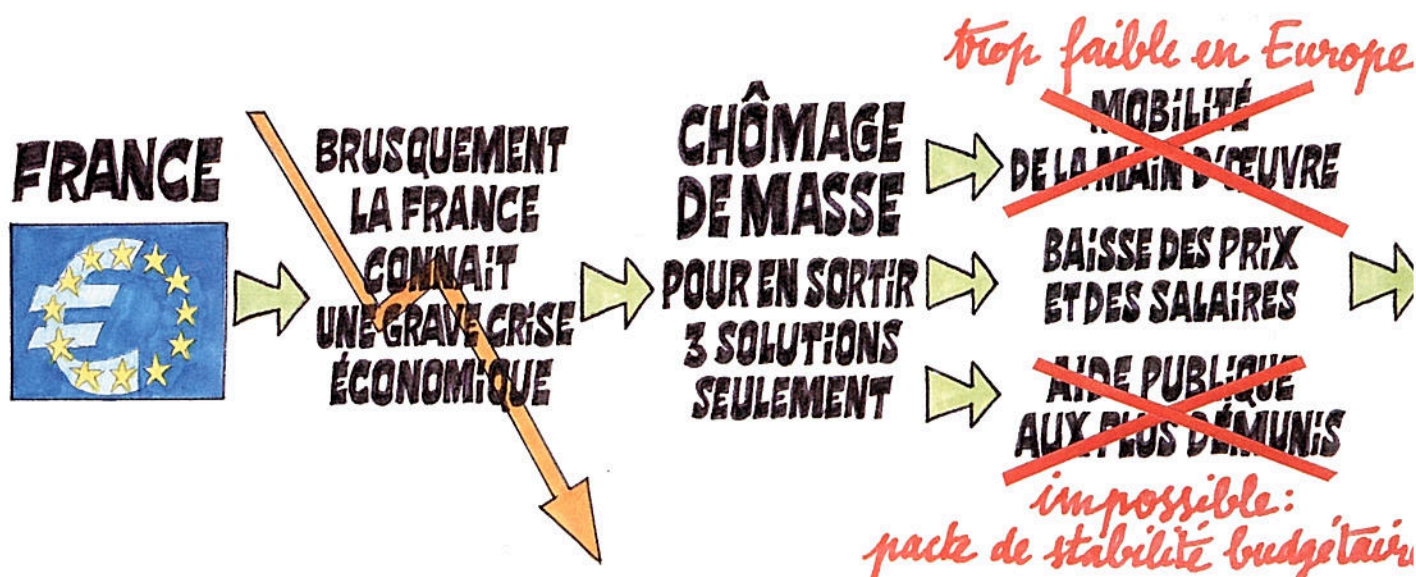 FRANCE
BRUSQUEMENT
LA FRANCE
CONNAiT
UNE GRAVE CRiSE
ÉCONOMiQUE
CHÔMAGE
DE MASSE
POUR EN SORTiR
3 SOLUTiONS
SEULEMENT
trop faible en Europe
MOBiLiTÉ
DE LA MAiN D'ŒUVRE
BAiSSE DES PRiX
ET DES SALAiRES
AiDE PUBLiQUE
AUX PLUS DÉMUNiS
impossible:
pacte de stabilité budgétaire